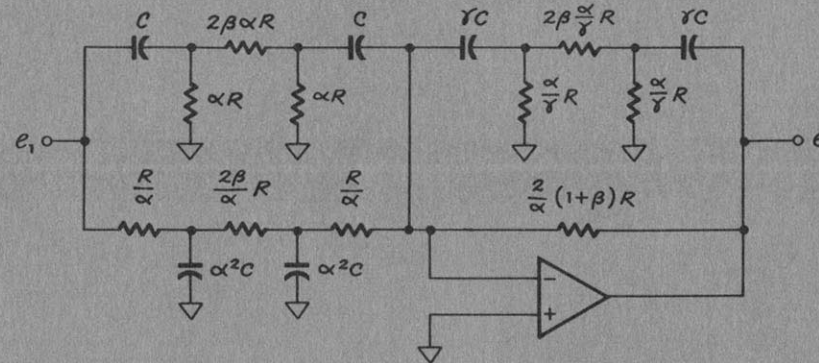 C
2βαR
C
γC
2β α/γ R
γC
αR
αR
α/γ R
α/γ R
e₁
e
R/α
2β/α R
R/α
2/α (1+β)R
α²C
α²C
−
+